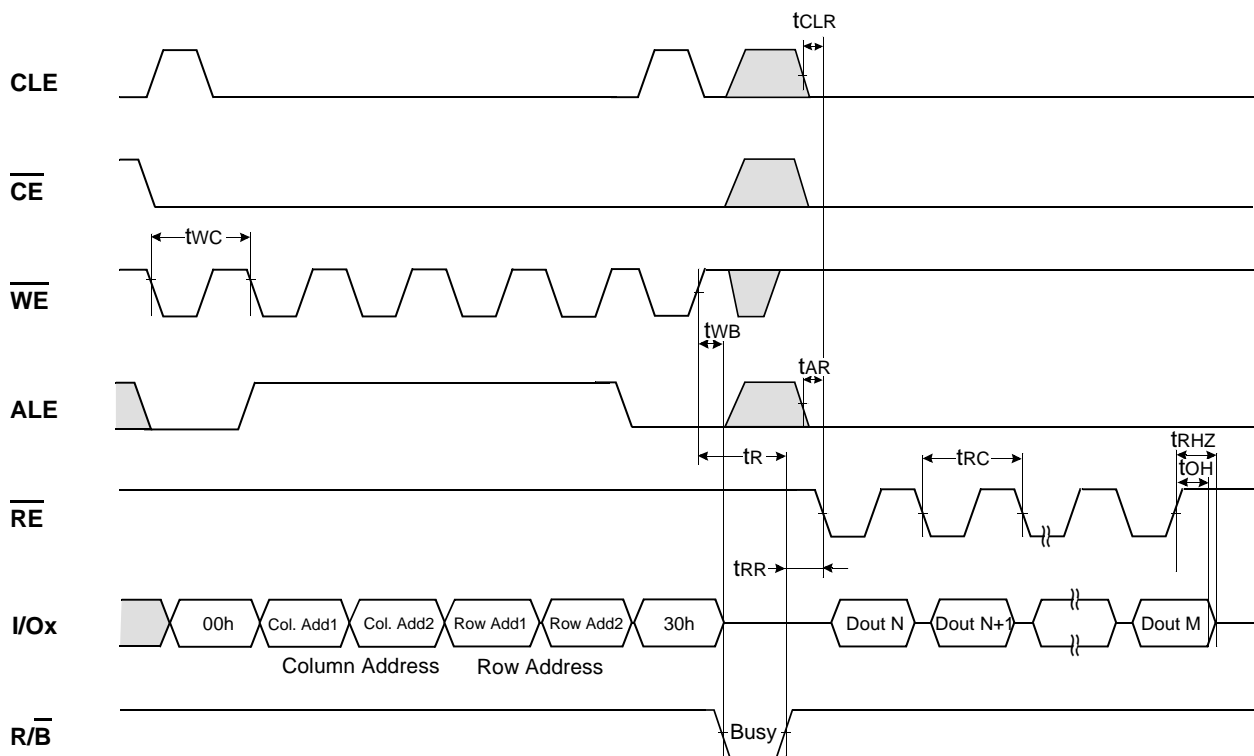 tCLR
CLE
CE
tWC
WE
tWB
tAR
ALE
tR
tRC
tRHZ
tOH
RE
tRR
I/Ox
00h
Col. Add1
Col. Add2
Row Add1
Row Add2
30h
Dout N
Dout N+1
Dout M
Column Address
Row Address
R/B
Busy